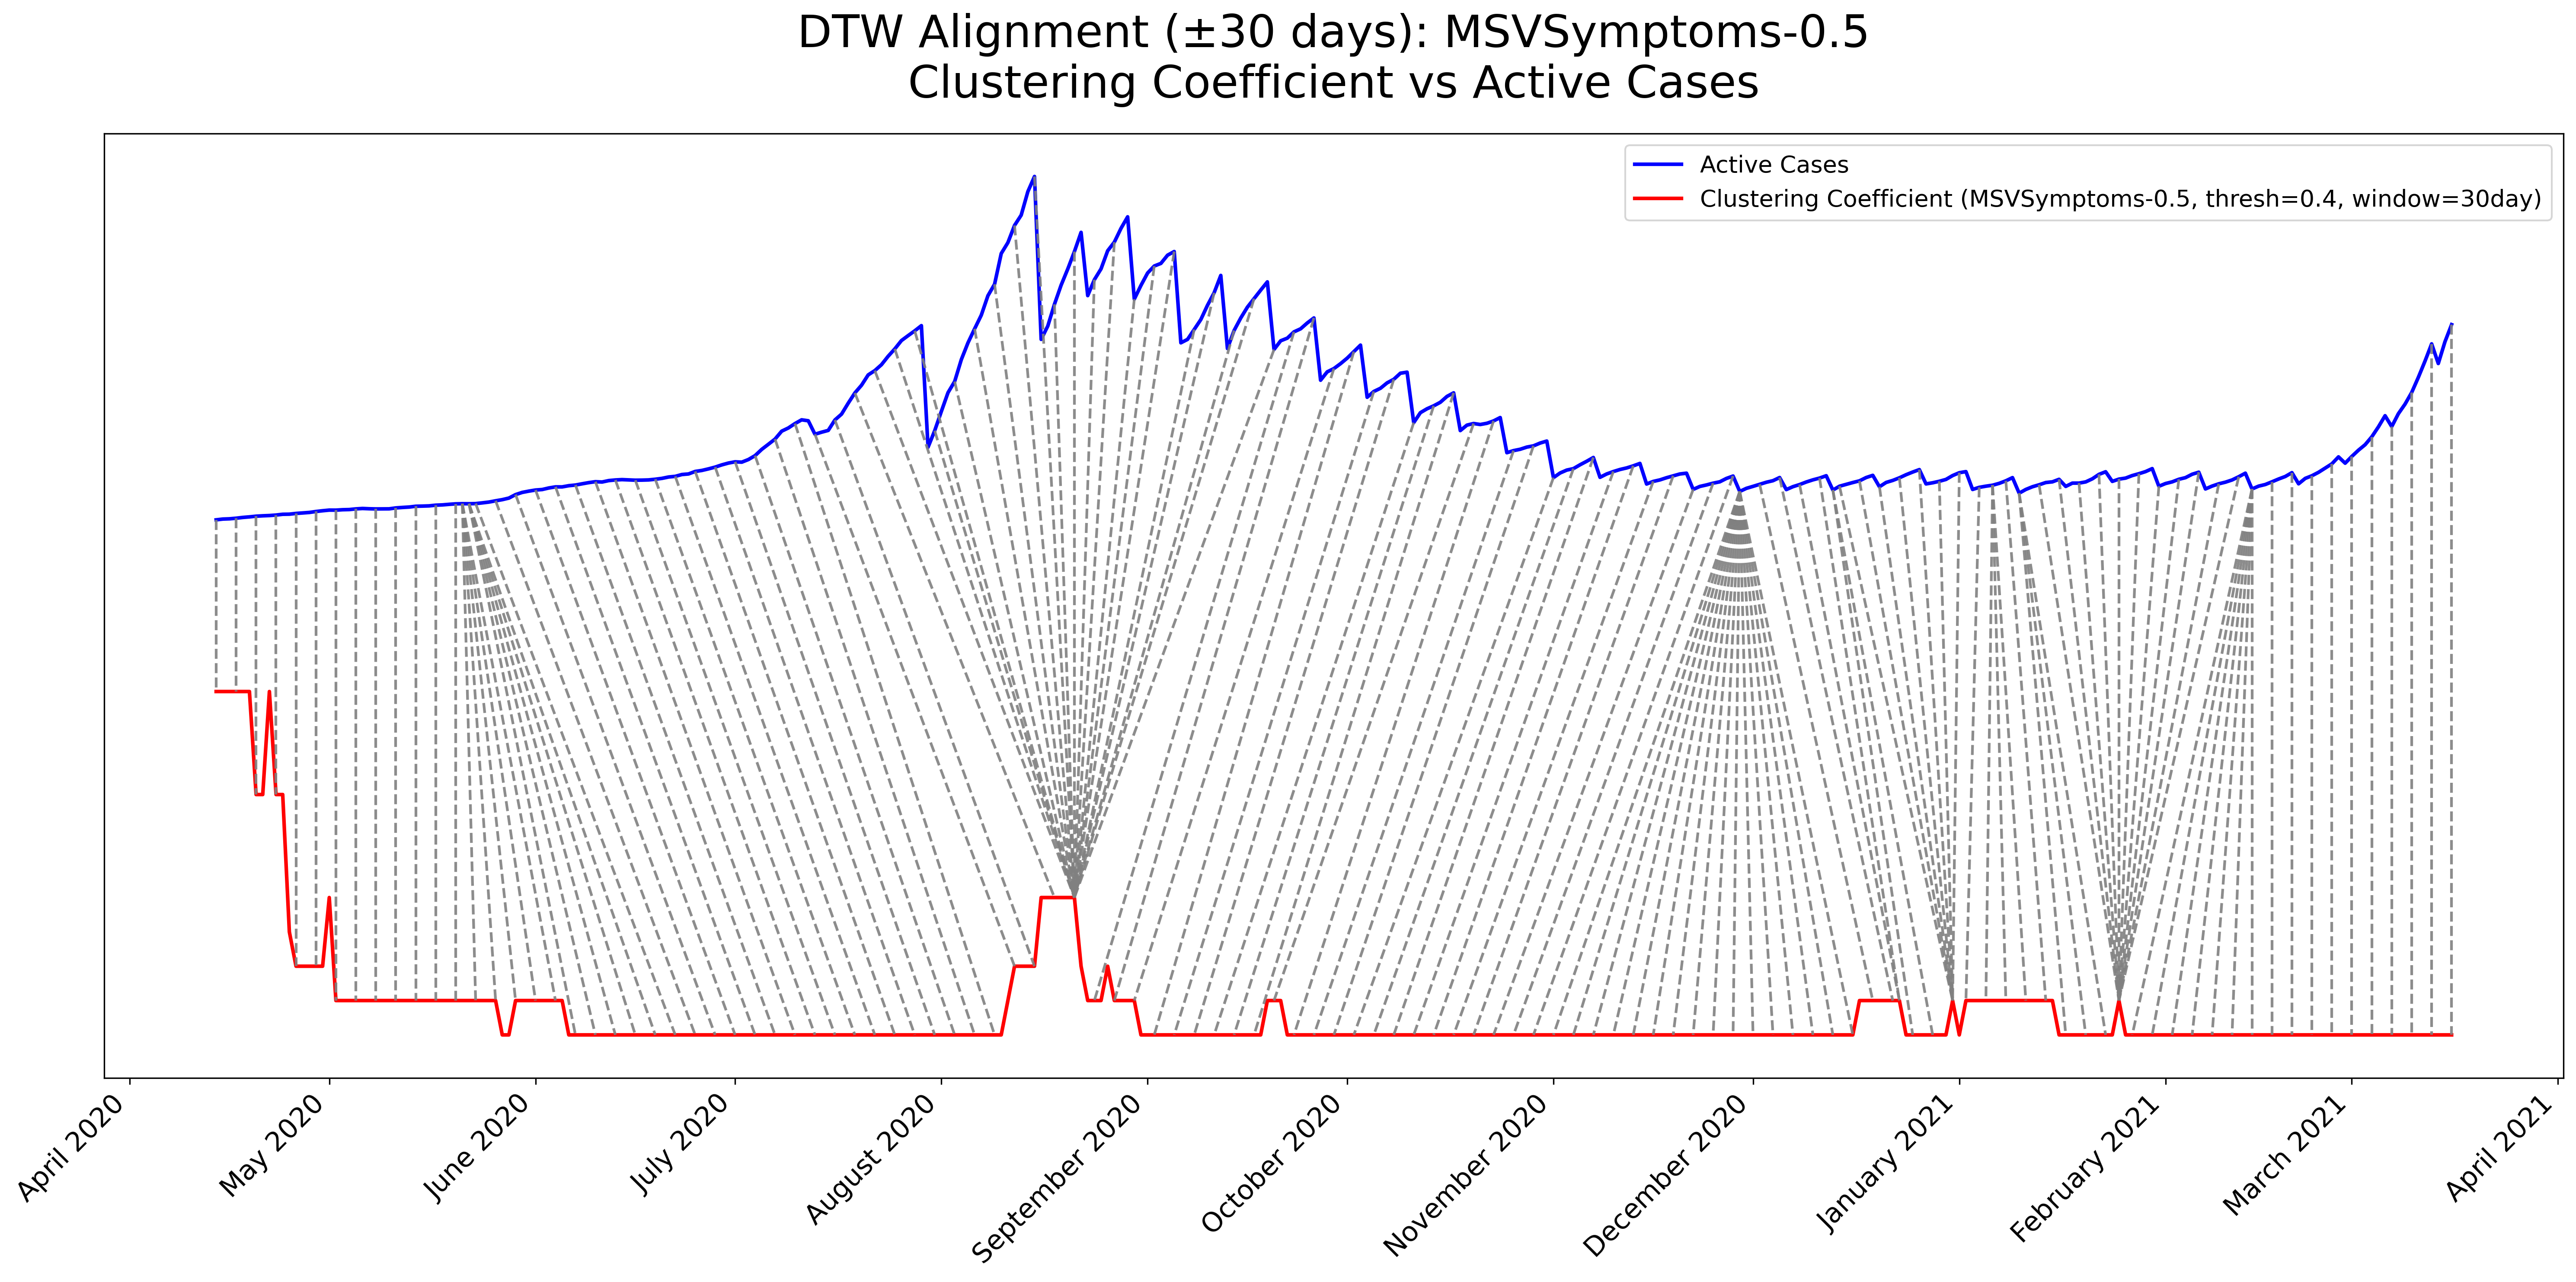 DTW Alignment (±30 days): MSVSymptoms-0.5
Clustering Coefficient vs Active Cases
Active Cases
Clustering Coefficient (MSVSymptoms-0.5, thresh=0.4, window=30day)
April 2020
May 2020
June 2020
July 2020
August 2020
September 2020
October 2020
November 2020
December 2020
January 2021
February 2021
March 2021
April 2021